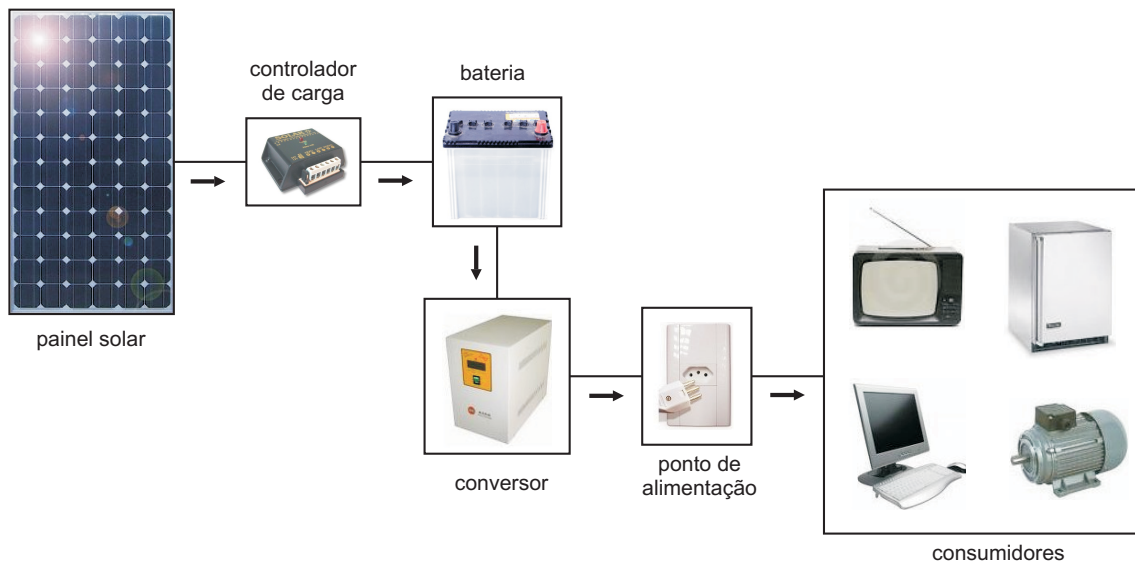 controlador
de carga
bateria
painel solar
conversor
ponto de
alimentação
consumidores